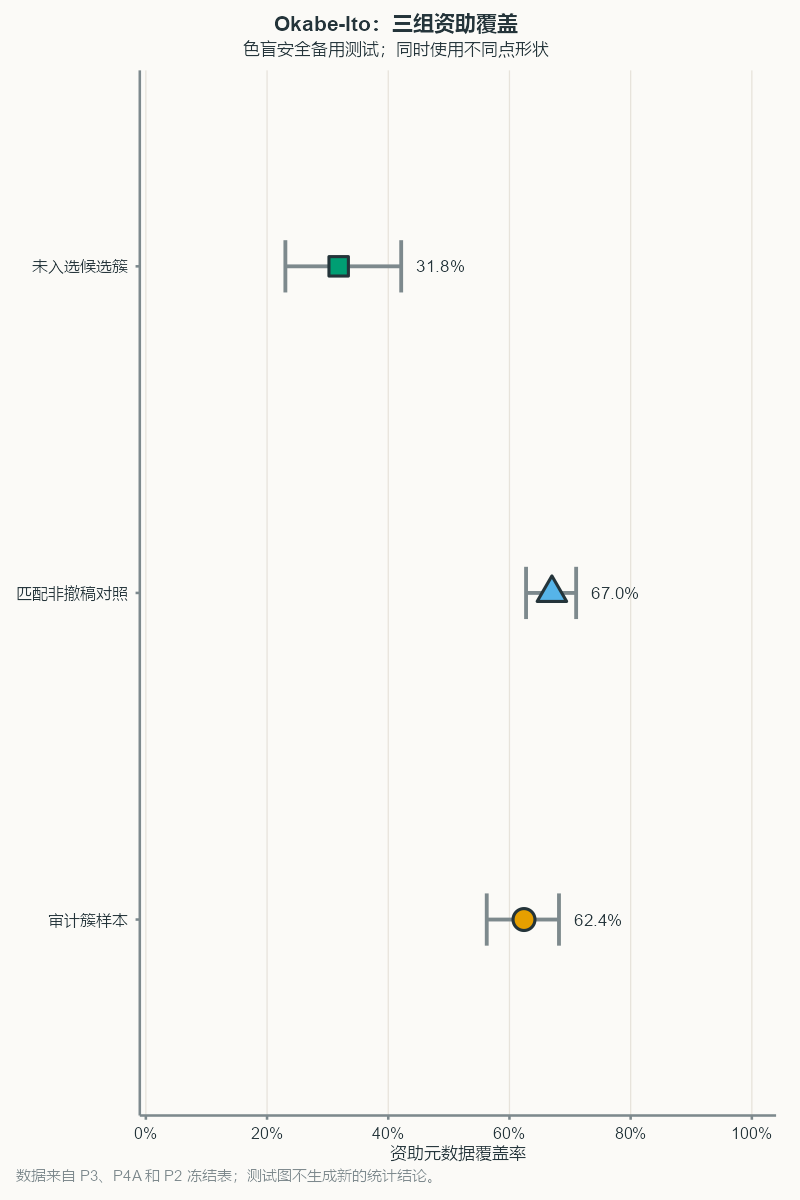 Okabe-Ito：三组资助覆盖
色盲安全备用测试；同时使用不同点形状
未入选候选簇
31.8%
匹配非撤稿对照
67.0%
审计簇样本
62.4%
0% 20% 40% 60% 80% 100%
资助元数据覆盖率
数据来自 P3、P4A 和 P2 冻结表；测试图不生成新的统计结论。